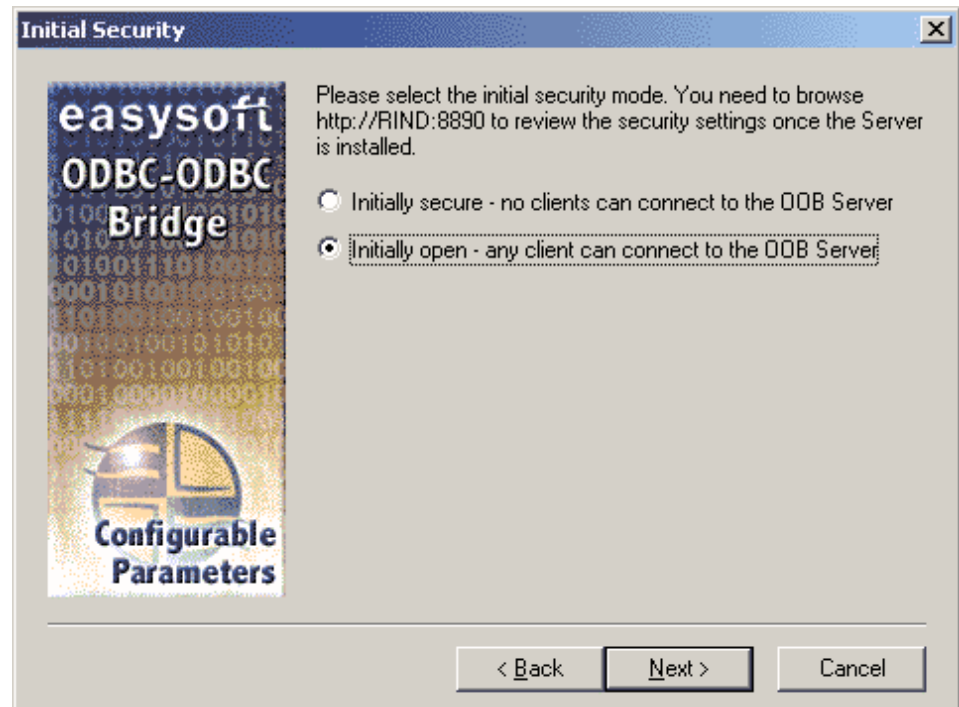 Initial Security
easysoft
ODBC-ODBC
Bridge
Configurable
Parameters
Please select the initial security mode. You need to browse
http://RIND:8890 to review the security settings once the Server
is installed.
Initially secure - no clients can connect to the OOB Server
Initially open - any client can connect to the OOB Server
< Back
Next >
Cancel